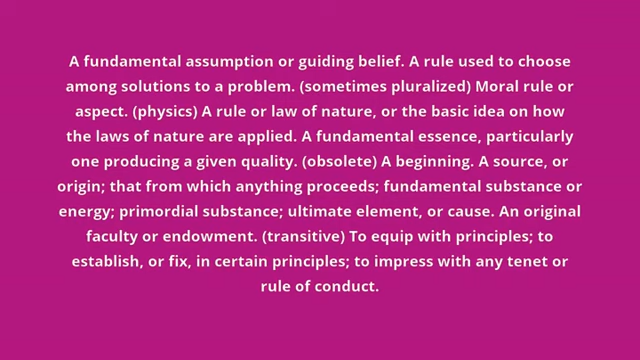 A fundamental assumption or guiding belief. A rule used to choose
among solutions to a problem. (sometimes pluralized) Moral rule or
aspect. (physics) A rule or law of nature, or the basic idea on how
the laws of nature are applied. A fundamental essence, particularly
one producing a given quality. (obsolete) A beginning. A source, or
origin; that from which anything proceeds; fundamental substance or
energy; primordial substance; ultimate element, or cause. An original
faculty or endowment. (transitive) To equip with principles; to
establish, or fix, in certain principles; to impress with any tenet or
rule of conduct.